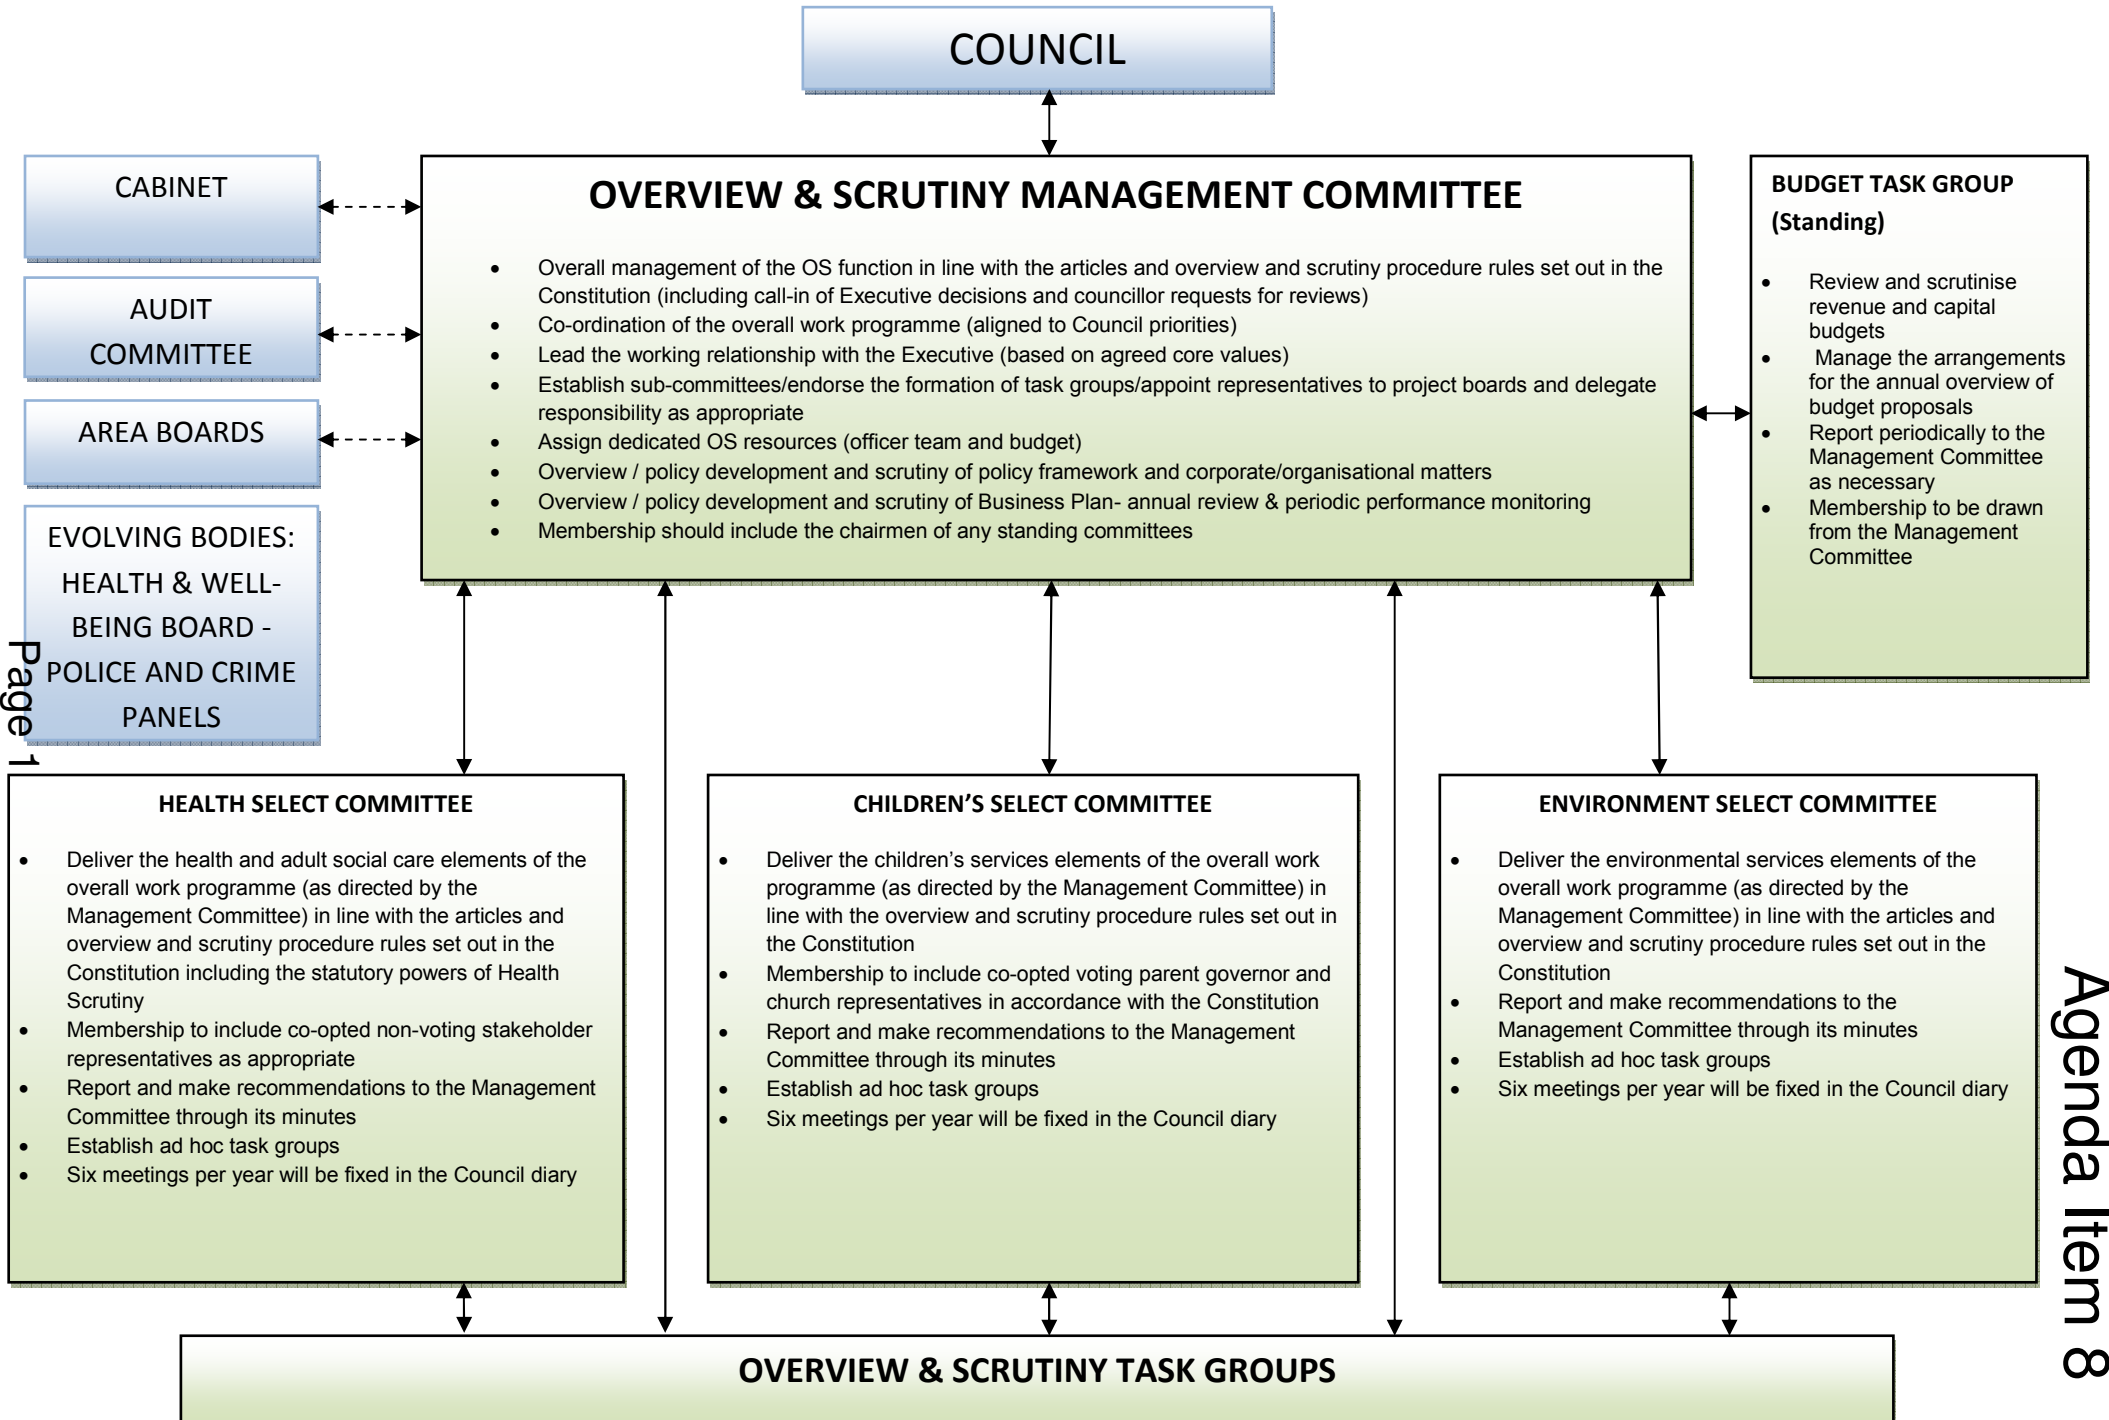 COUNCIL
CABINET
AUDIT
COMMITTEE
AREA BOARDS
EVOLVING BODIES:
HEALTH & WELL-
BEING BOARD -
POLICE AND CRIME
PANELS
OVERVIEW & SCRUTINY MANAGEMENT COMMITTEE
• Overall management of the OS function in line with the articles and overview and scrutiny procedure rules set out in the
Constitution (including call-in of Executive decisions and councillor requests for reviews)
• Co-ordination of the overall work programme (aligned to Council priorities)
• Lead the working relationship with the Executive (based on agreed core values)
• Establish sub-committees/endorse the formation of task groups/appoint representatives to project boards and delegate
responsibility as appropriate
• Assign dedicated OS resources (officer team and budget)
• Overview / policy development and scrutiny of policy framework and corporate/organisational matters
• Overview / policy development and scrutiny of Business Plan- annual review & periodic performance monitoring
• Membership should include the chairmen of any standing committees
BUDGET TASK GROUP
(Standing)
• Review and scrutinise
revenue and capital
budgets
• Manage the arrangements
for the annual overview of
budget proposals
• Report periodically to the
Management Committee
as necessary
• Membership to be drawn
from the Management
Committee
Page 1
HEALTH SELECT COMMITTEE
• Deliver the health and adult social care elements of the
overall work programme (as directed by the
Management Committee) in line with the articles and
overview and scrutiny procedure rules set out in the
Constitution including the statutory powers of Health
Scrutiny
• Membership to include co-opted non-voting stakeholder
representatives as appropriate
• Report and make recommendations to the Management
Committee through its minutes
• Establish ad hoc task groups
• Six meetings per year will be fixed in the Council diary
CHILDREN’S SELECT COMMITTEE
• Deliver the children’s services elements of the overall work
programme (as directed by the Management Committee) in
line with the overview and scrutiny procedure rules set out in
the Constitution
• Membership to include co-opted voting parent governor and
church representatives in accordance with the Constitution
• Report and make recommendations to the Management
Committee through its minutes
• Establish ad hoc task groups
• Six meetings per year will be fixed in the Council diary
ENVIRONMENT SELECT COMMITTEE
• Deliver the environmental services elements of the
overall work programme (as directed by the
Management Committee) in line with the articles and
overview and scrutiny procedure rules set out in the
Constitution
• Report and make recommendations to the
Management Committee through its minutes
• Establish ad hoc task groups
• Six meetings per year will be fixed in the Council diary
Agenda Item 8
OVERVIEW & SCRUTINY TASK GROUPS